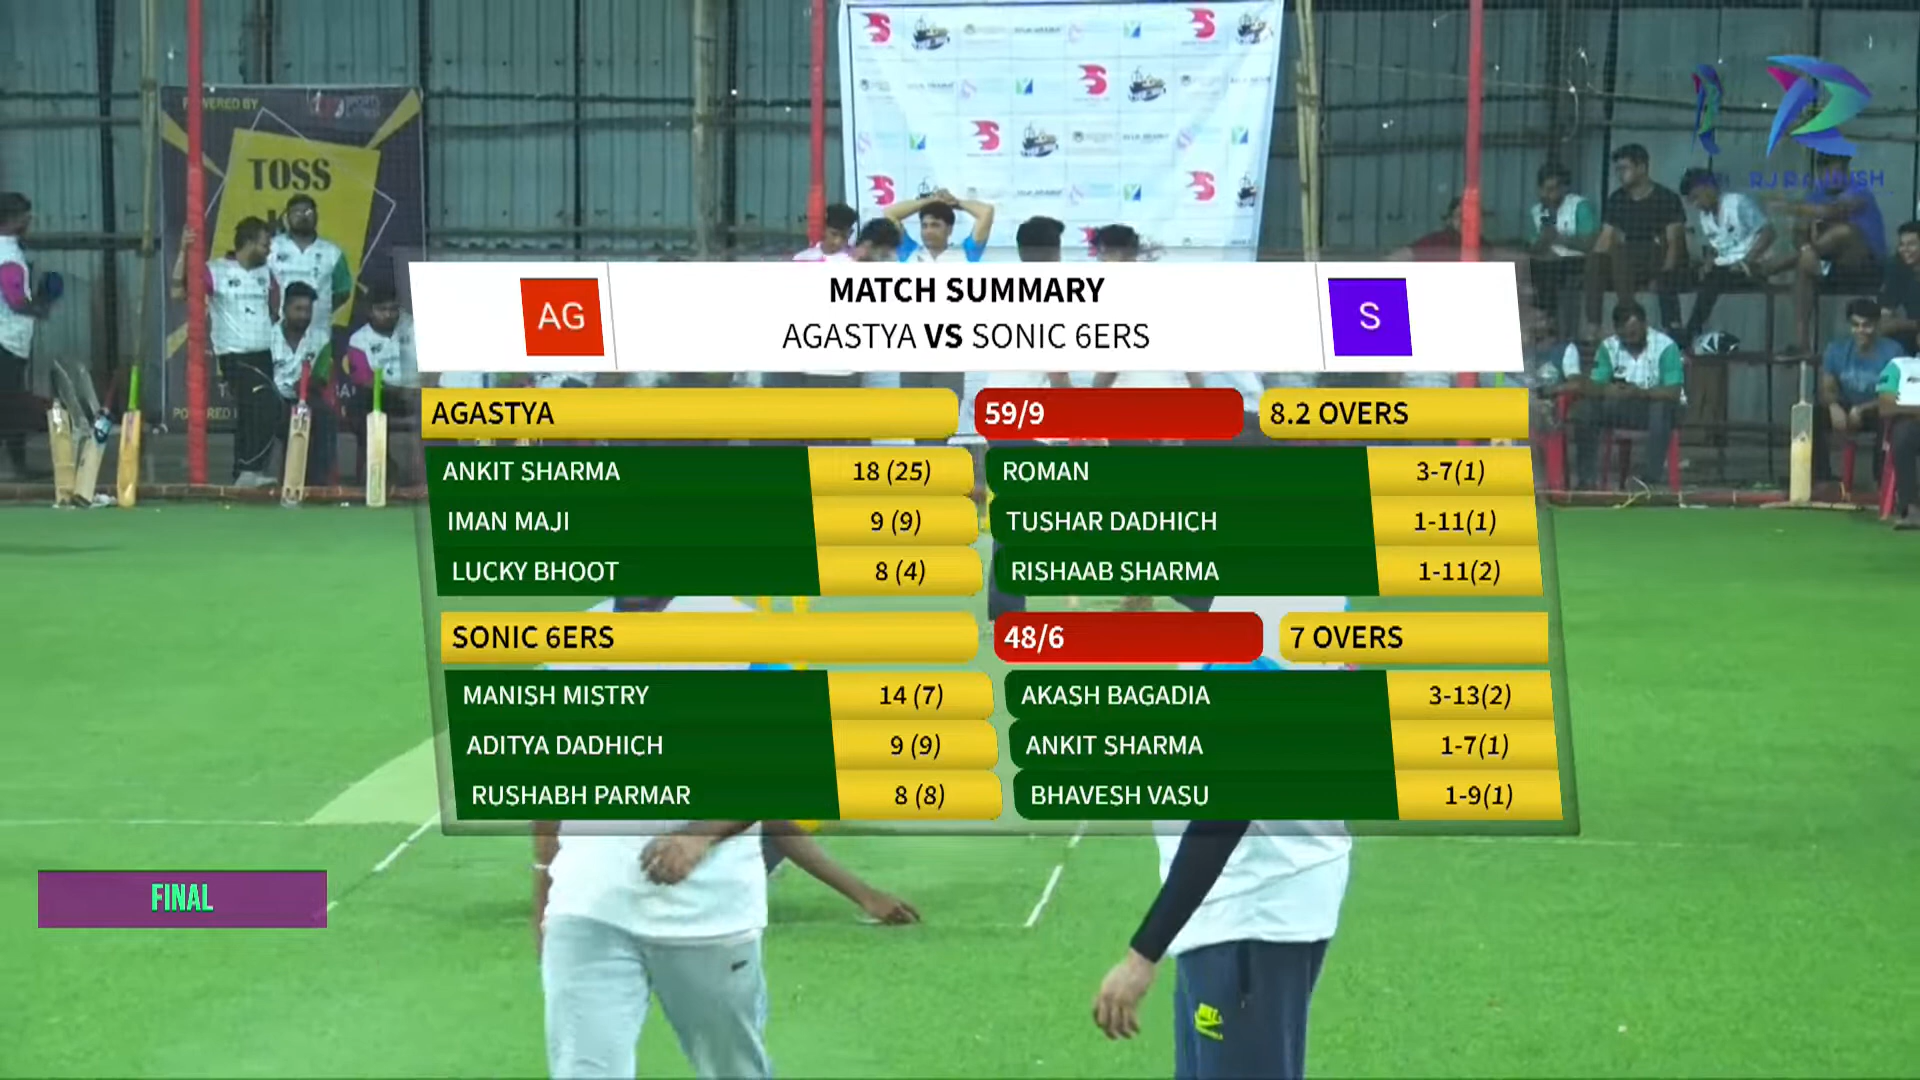 POWERED BY
TOSS
MATCH SUMMARY
AG
S
AGASTYA VS SONIC 6ERS
AGASTYA 59/9 8.2 OVERS
ANKIT SHARMA 18 (25) ROMAN 3-7(1)
IMAN MAJI 9 (9) TUSHAR DADHICH 1-11(1)
LUCKY BHOOT 8 (4) RISHAAB SHARMA 1-11(2)
SONIC 6ERS 48/6 7 OVERS
MANISH MISTRY 14 (7) AKASH BAGADIA 3-13(2)
ADITYA DADHICH 9 (9) ANKIT SHARMA 1-7(1)
RUSHABH PARMAR 8 (8) BHAVESH VASU 1-9(1)
FINAL